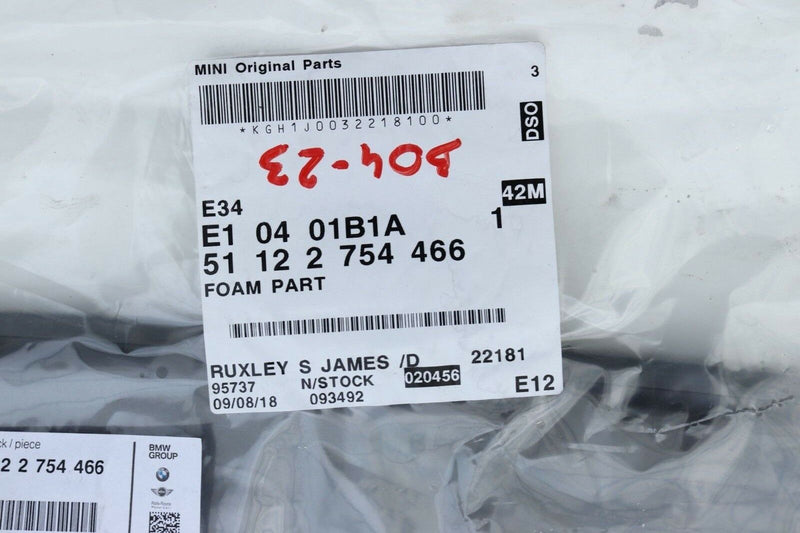 MINI Original Parts
3
*KGH1J0032218100*
DSO
B04-23
42M
E34
E1 04 01B1A 1
51 12 2 754 466
FOAM PART
RUXLEY S JAMES /D 22181
95737 N/STOCK 020456
09/08/18 093492 E12
ck / piece
2 2 754 466
BMW
GROUP